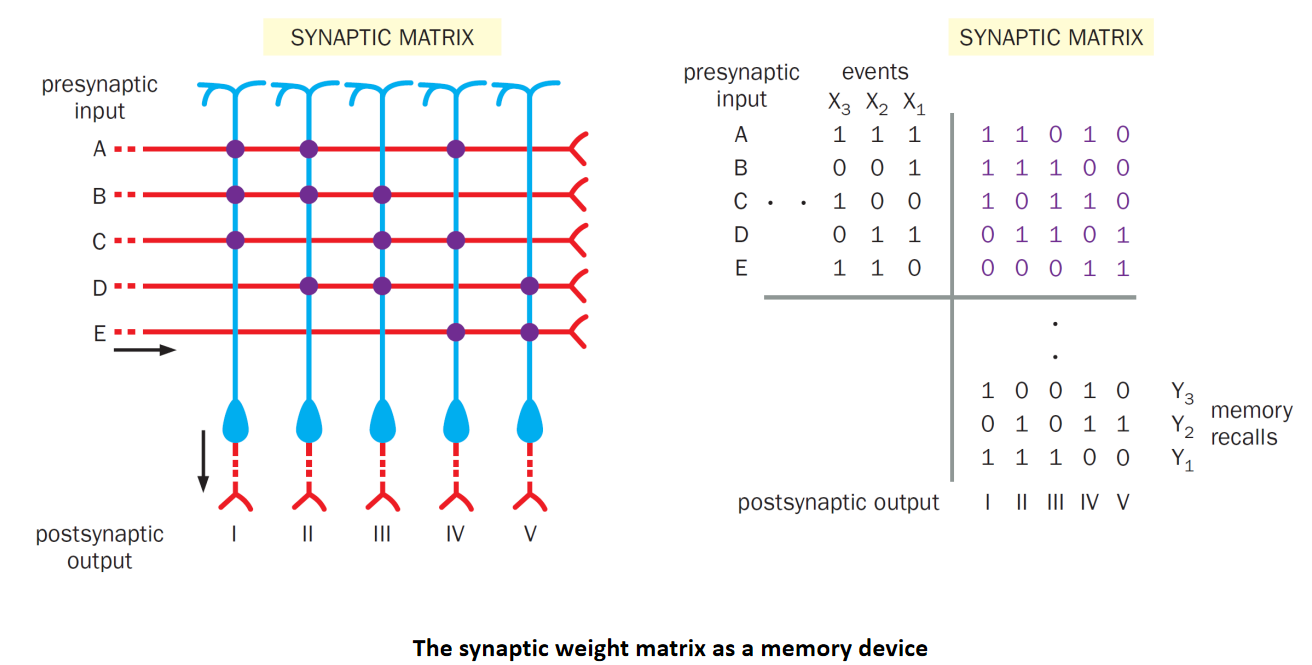 SYNAPTIC MATRIX
presynaptic
input
A
B
C
D
E
postsynaptic
output
I II III IV V
SYNAPTIC MATRIX
presynaptic
input
events
X3 X2 X1
A 1 1 1 1 1 0 1 0
B 0 0 1 1 1 1 0 0
C . . 1 0 0 1 0 1 1 0
D 0 1 1 0 1 1 0 1
E 1 1 0 0 0 0 1 1
.
.
1 0 0 1 0 Y3
0 1 0 1 1 Y2
1 1 1 0 0 Y1
memory
recalls
postsynaptic output I II III IV V
The synaptic weight matrix as a memory device